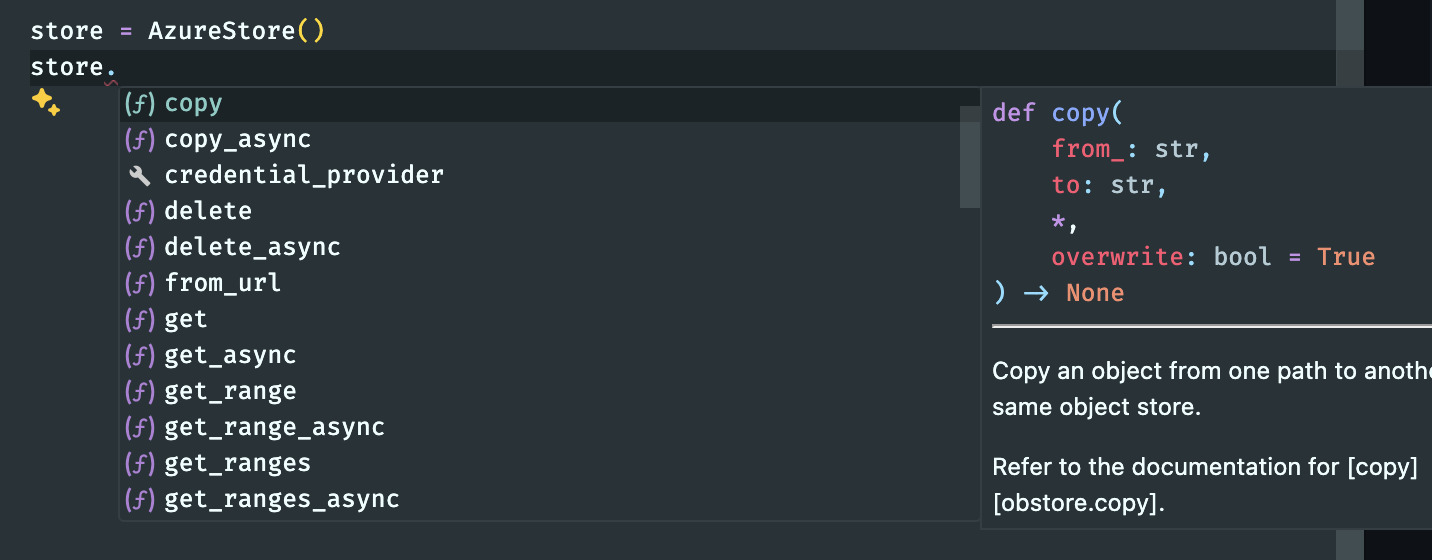 store = AzureStore()
store.
(ƒ) copy
(ƒ) copy_async
credential_provider
(ƒ) delete
(ƒ) delete_async
(ƒ) from_url
(ƒ) get
(ƒ) get_async
(ƒ) get_range
(ƒ) get_range_async
(ƒ) get_ranges
(ƒ) get_ranges_async
def copy(
    from_: str,
    to: str,
    *,
    overwrite: bool = True
) → None
Copy an object from one path to anothe
same object store.
Refer to the documentation for [copy]
[obstore.copy].